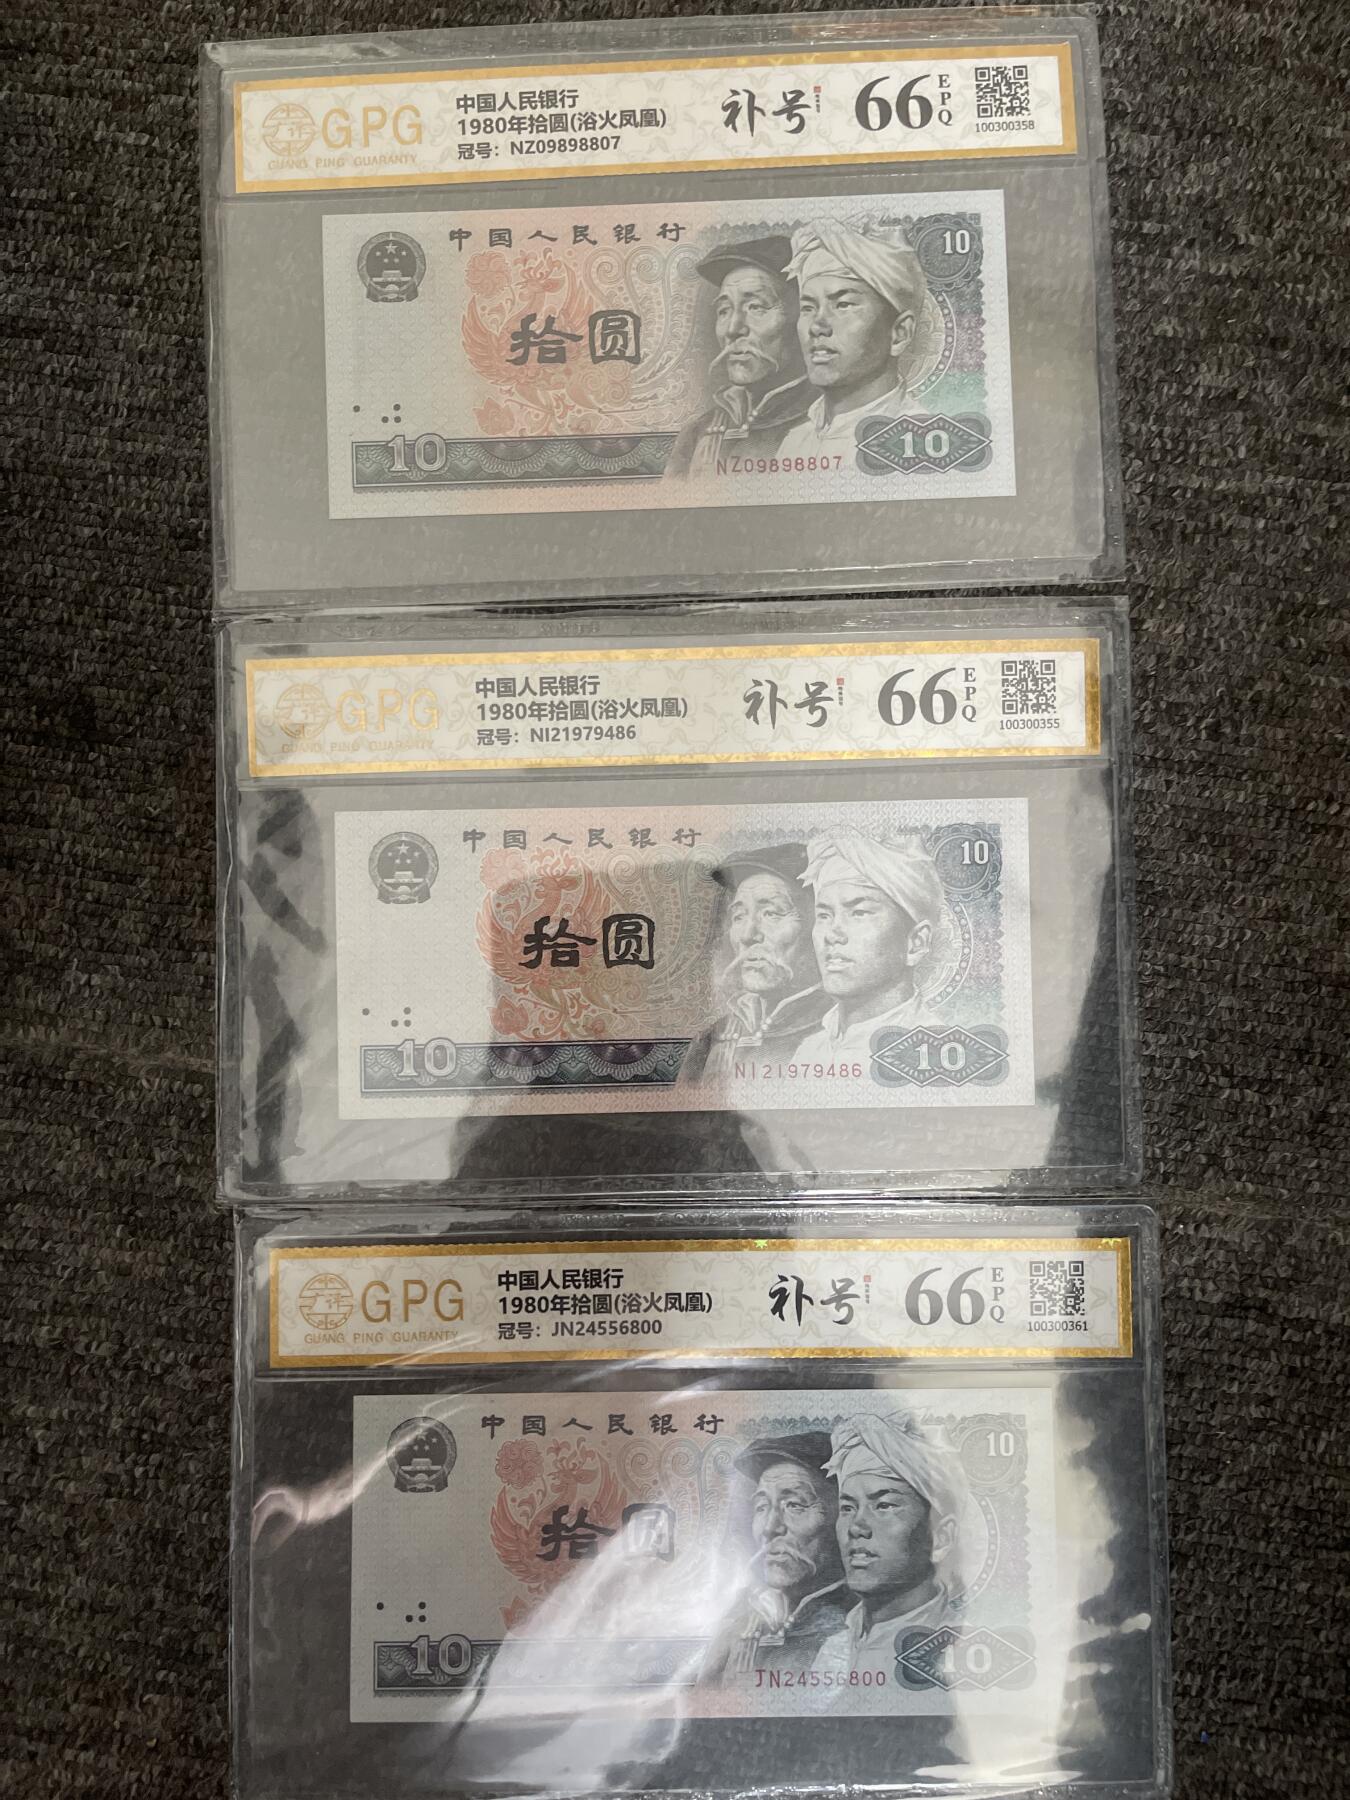 GPG
GUANG PING GUARANTY
中国人民银行
1980年拾圆(浴火凤凰)
冠号：NZ09898807
补号
66
EPQ
100300358
中国人民银行
10
拾圆
10
NZ09898807
10
GPG
GUANG PING GUARANTY
中国人民银行
1980年拾圆(浴火凤凰)
冠号：NI21979486
补号
66
EPQ
100300355
中国人民银行
10
拾圆
10
NI21979486
10
GPG
GUANG PING GUARANTY
中国人民银行
1980年拾圆(浴火凤凰)
冠号：JN24556800
补号
66
EPQ
100300361
中国人民银行
10
拾圆
10
JN24556800
10